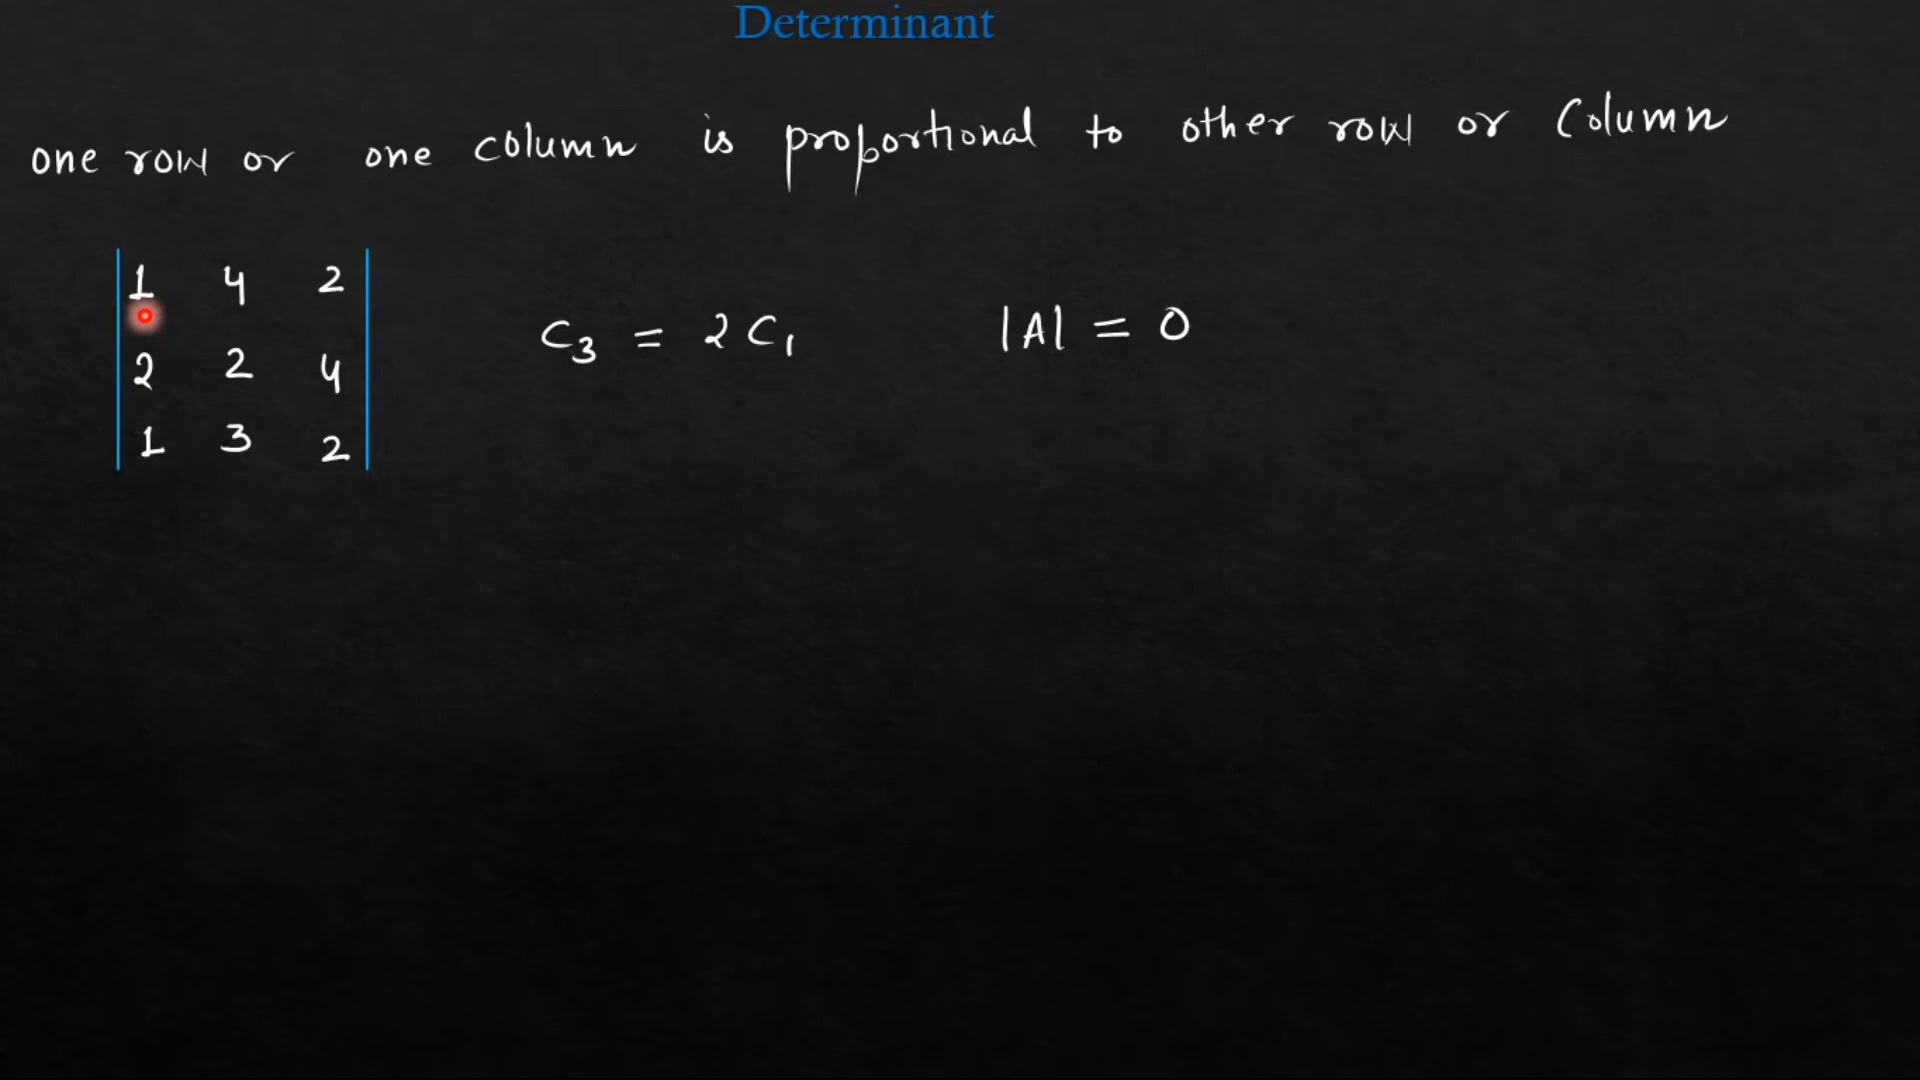 Determinant
one row or one column is proportional to other row or Column
1 4 2 C3 = 2C1 |A| = 0
2 2 4
1 3 2